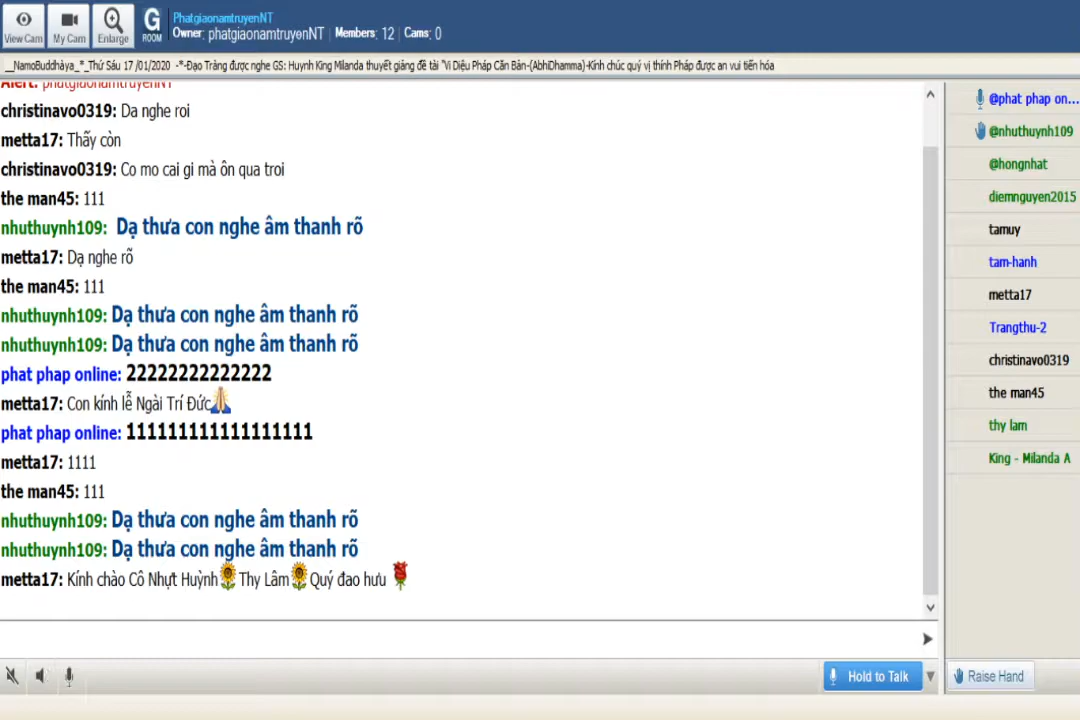 PhatgiaonamtruyenNT
Owner: phatgiaonamtruyenNT | Members: 12 | Cams: 0
View Cam My Cam Enlarge G ROOM
__NamoBuddhàya_*_Thứ Sáu 17 /01/2020 -*-Đạo Tràng được nghe GS: Huynh King Milanda thuyết giảng đề tài "Vi Diệu Pháp Căn Bản-(AbhiDhamma)-Kính chúc quý vị thính Pháp được an vui tiến hóa
Alert: phatgiaonamtruyenNT
christinavo0319: Da nghe roi
metta17: Thấy còn
christinavo0319: Co mo cai gi mà ôn qua troi
the man45: 111
nhuthuynh109: Dạ thưa con nghe âm thanh rõ
metta17: Dạ nghe rõ
the man45: 111
nhuthuynh109: Dạ thưa con nghe âm thanh rõ
nhuthuynh109: Dạ thưa con nghe âm thanh rõ
phat phap online: 22222222222222
metta17: Con kính lễ Ngài Trí Đức🙏
phat phap online: 111111111111111111
metta17: 1111
the man45: 111
nhuthuynh109: Dạ thưa con nghe âm thanh rõ
nhuthuynh109: Dạ thưa con nghe âm thanh rõ
metta17: Kính chào Cô Nhựt Huỳnh🌻Thy Lâm🌻Quý đao hưu 🌹
@phat phap on...
@nhuthuynh109
@hongnhat
diemnguyen2015
tamuy
tam-hanh
metta17
Trangthu-2
christinavo0319
the man45
thy lam
King - Milanda A
Hold to Talk
Raise Hand